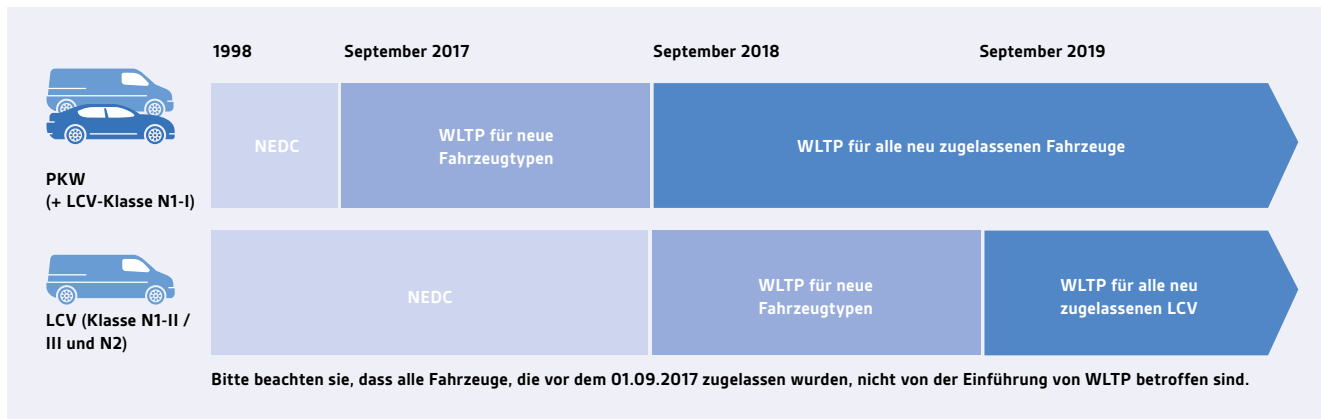 1998
September 2017
September 2018
September 2019
PKW
(+ LCV-Klasse N1-I)
NEDC
WLTP für neue
Fahrzeugtypen
WLTP für alle neu zugelassenen Fahrzeuge
LCV (Klasse N1-II /
III und N2)
NEDC
WLTP für neue
Fahrzeugtypen
WLTP für alle neu
zugelassenen LCV
Bitte beachten sie, dass alle Fahrzeuge, die vor dem 01.09.2017 zugelassen wurden, nicht von der Einführung von WLTP betroffen sind.